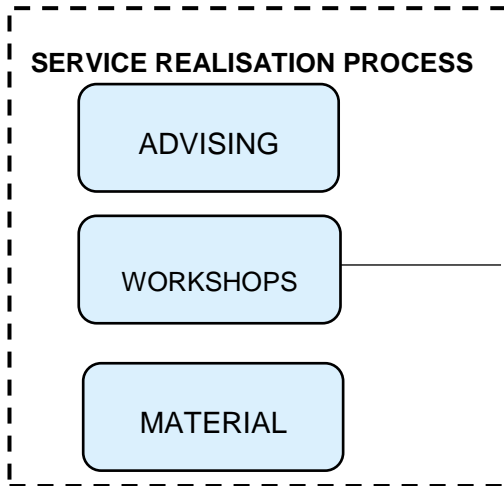 SERVICE REALISATION PROCESS
ADVISING
WORKSHOPS
MATERIAL